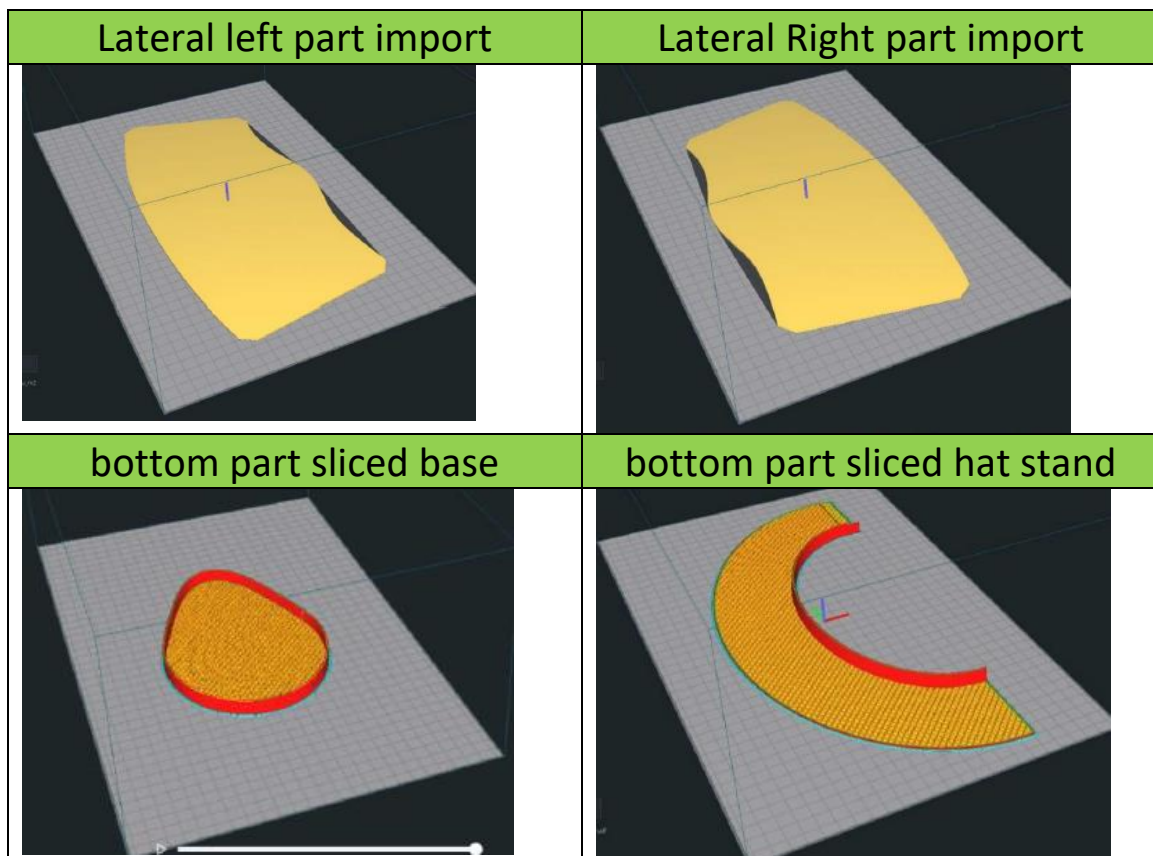 Lateral left part import
Lateral Right part import
bottom part sliced base
bottom part sliced hat stand